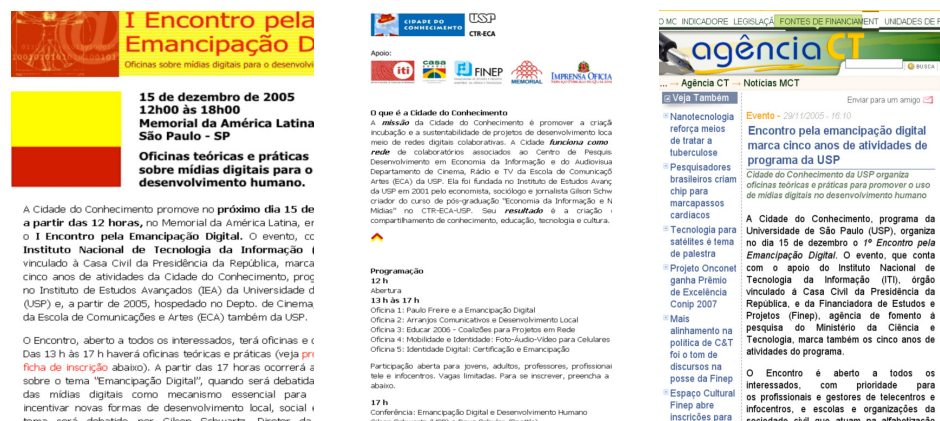 I Encontro pela
Emancipação D
Oficinas sobre mídias digitais para o desenvolvi
15 de dezembro de 2005
12h00 às 18h00
Memorial da América Latina
São Paulo - SP
Oficinas teóricas e práticas
sobre mídias digitais para o
desenvolvimento humano.
A Cidade do Conhecimento promove no próximo dia 15 de
a partir das 12 horas, no Memorial da América Latina, em
o I Encontro pela Emancipação Digital. O evento, co
Instituto Nacional de Tecnologia da Informação (
vinculado à Casa Civil da Presidência da República, marca
cinco anos de atividades da Cidade do Conhecimento, prog
no Instituto de Estudos Avançados (IEA) da Universidade d
(USP) e, a partir de 2005, hospedado no Depto. de Cinema,
da Escola de Comunicações e Artes (ECA) também da USP.
O Encontro, aberto a todos os interessados, terá oficinas e c
Das 13 h às 17 h haverá oficinas teóricas e práticas (veja pro
ficha de inscrição abaixo). A partir das 17 horas ocorrerá a
sobre o tema "Emancipação Digital", quando será debatida
das mídias digitais como mecanismo essencial para
incentivar novas formas de desenvolvimento local, social e
tema será debatido por Gilson Schwartz, Diretor da
CIDADE DO
CONHECIMENTO
USP
CTR-ECA
Apoio:
iti
casa
BRASIL
FINEP
MEMORIAL
IMPRENSA OFICIA
O que é a Cidade do Conhecimento
A missão da Cidade do Conhecimento é promover a criaçã
incubação e a sustentabilidade de projetos de desenvolvimento loca
meio de redes digitais colaborativas. A Cidade funciona como
rede de colaboratórios associados ao Centro de Pesquis
Desenvolvimento em Economia da Informação e do Audiovisua
Departamento de Cinema, Rádio e TV da Escola de Comunicaçõ
Artes (ECA) da USP. Ela foi fundada no Instituto de Estudos Avanç
da USP em 2001 pelo economista, sociólogo e jornalista Gilson Schw
criador do curso de pós-graduação "Economia da Informação e N
Mídias" no CTR-ECA-USP. Seu resultado é a criação
compartilhamento de conhecimento, educação, tecnologia e cultura.
Programação
12 h
Abertura
13 h às 17 h
Oficina 1: Paulo Freire e a Emancipação Digital
Oficina 2: Arranjos Comunicativos e Desenvolvimento Local
Oficina 3: Educar 2006 - Coalizões para Projetos em Rede
Oficina 4: Mobilidade e Identidade: Foto-Áudio-Vídeo para Celulares
Oficina 5: Identidade Digital: Certificação e Emancipação
Participação aberta para jovens, adultos, professores, profissionai
tele e infocentros. Vagas limitadas. Para se inscrever, preencha a
abaixo.
17 h
Conferência: Emancipação Digital e Desenvolvimento Humano
O MC INDICADORE LEGISLAÇÃ FONTES DE FINANCIAMENT UNIDADES DE P
agência CT
BUSCA
... → Agência CT → Notícias MCT
Veja Também
Nanotecnologia
reforça meios
de tratar a
tuberculose
Pesquisadores
brasileiros criam
chip para
marcapassos
cardíacos
Tecnologia para
satélites é tema
de palestra
Projeto Onconet
ganha Prêmio
de Excelência
Conip 2007
Mais
alinhamento na
política de C&T
foi o tom de
discursos na
posse da Finep
Espaço Cultural
Finep abre
inscrições para
Enviar para um amigo
Evento - 29/11/2005 - 16:10
Encontro pela emancipação digital
marca cinco anos de atividades de
programa da USP
Cidade do Conhecimento da USP organiza
oficinas teóricas e práticas para promover o uso
de mídias digitais no desenvolvimento humano
A Cidade do Conhecimento, programa da
Universidade de São Paulo (USP), organiza
no dia 15 de dezembro o 1º Encontro pela
Emancipação Digital. O evento, que conta
com o apoio do Instituto Nacional de
Tecnologia da Informação (ITI), órgão
vinculado à Casa Civil da Presidência da
República, e da Financiadora de Estudos e
Projetos (Finep), agência de fomento à
pesquisa do Ministério da Ciência e
Tecnologia, marca também os cinco anos de
atividades do programa.
O Encontro é aberto a todos os
interessados, com prioridade para
os profissionais e gestores de telecentros e
infocentros, e escolas e organizações da
sociedade civil que atuam na alfabetização